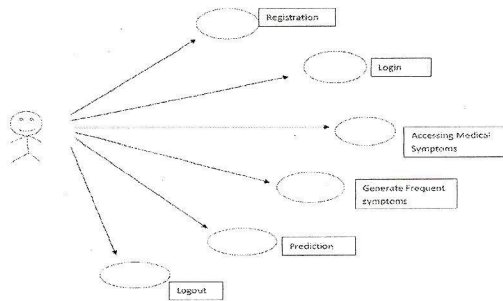 Registration
Login
Accessing Medical
Symptoms
Generate Frequent
symptoms
Prediction
Logout